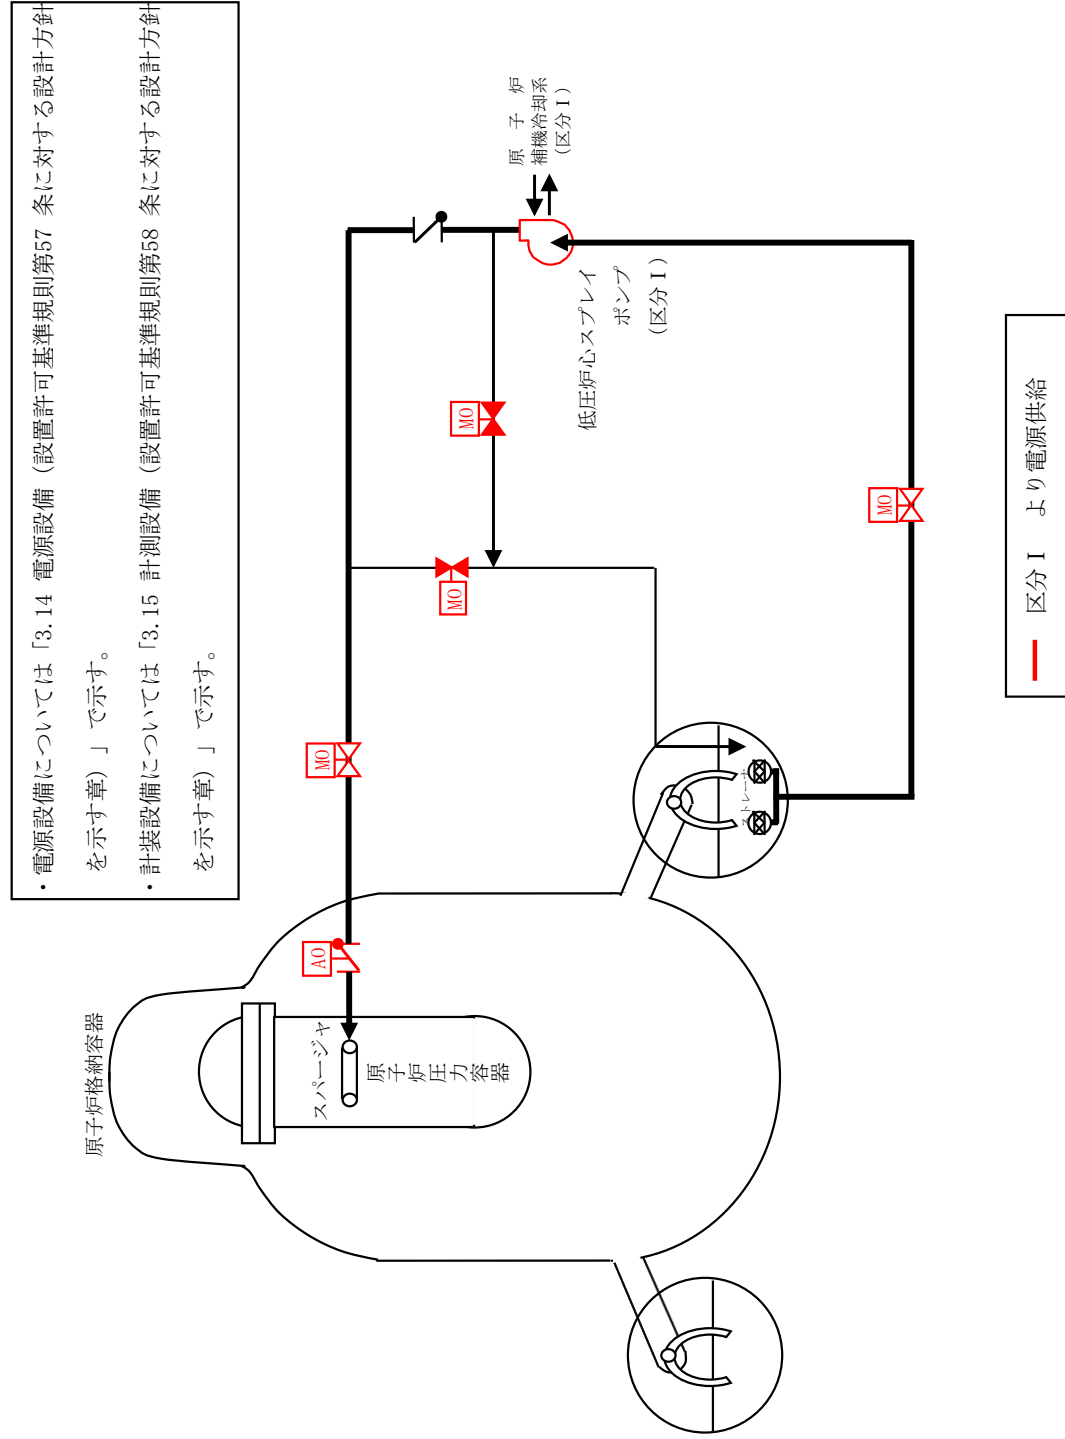 ・電源設備については「3.14 電源設備（設置許可基準規則第57 条に対する設計方針
を示す章）」で示す。
・計装設備については「3.15 計測設備（設置許可基準規則第58 条に対する設計方針
を示す章）」で示す。
原子炉格納容器
スパージャ
原子炉圧力容器
AO
MO
MO
MO
MO
ストレーナ
原 子 炉
補機冷却系
（区分Ⅰ）
低圧炉心スプレイ
ポンプ
（区分Ⅰ）
区分Ⅰ より電源供給